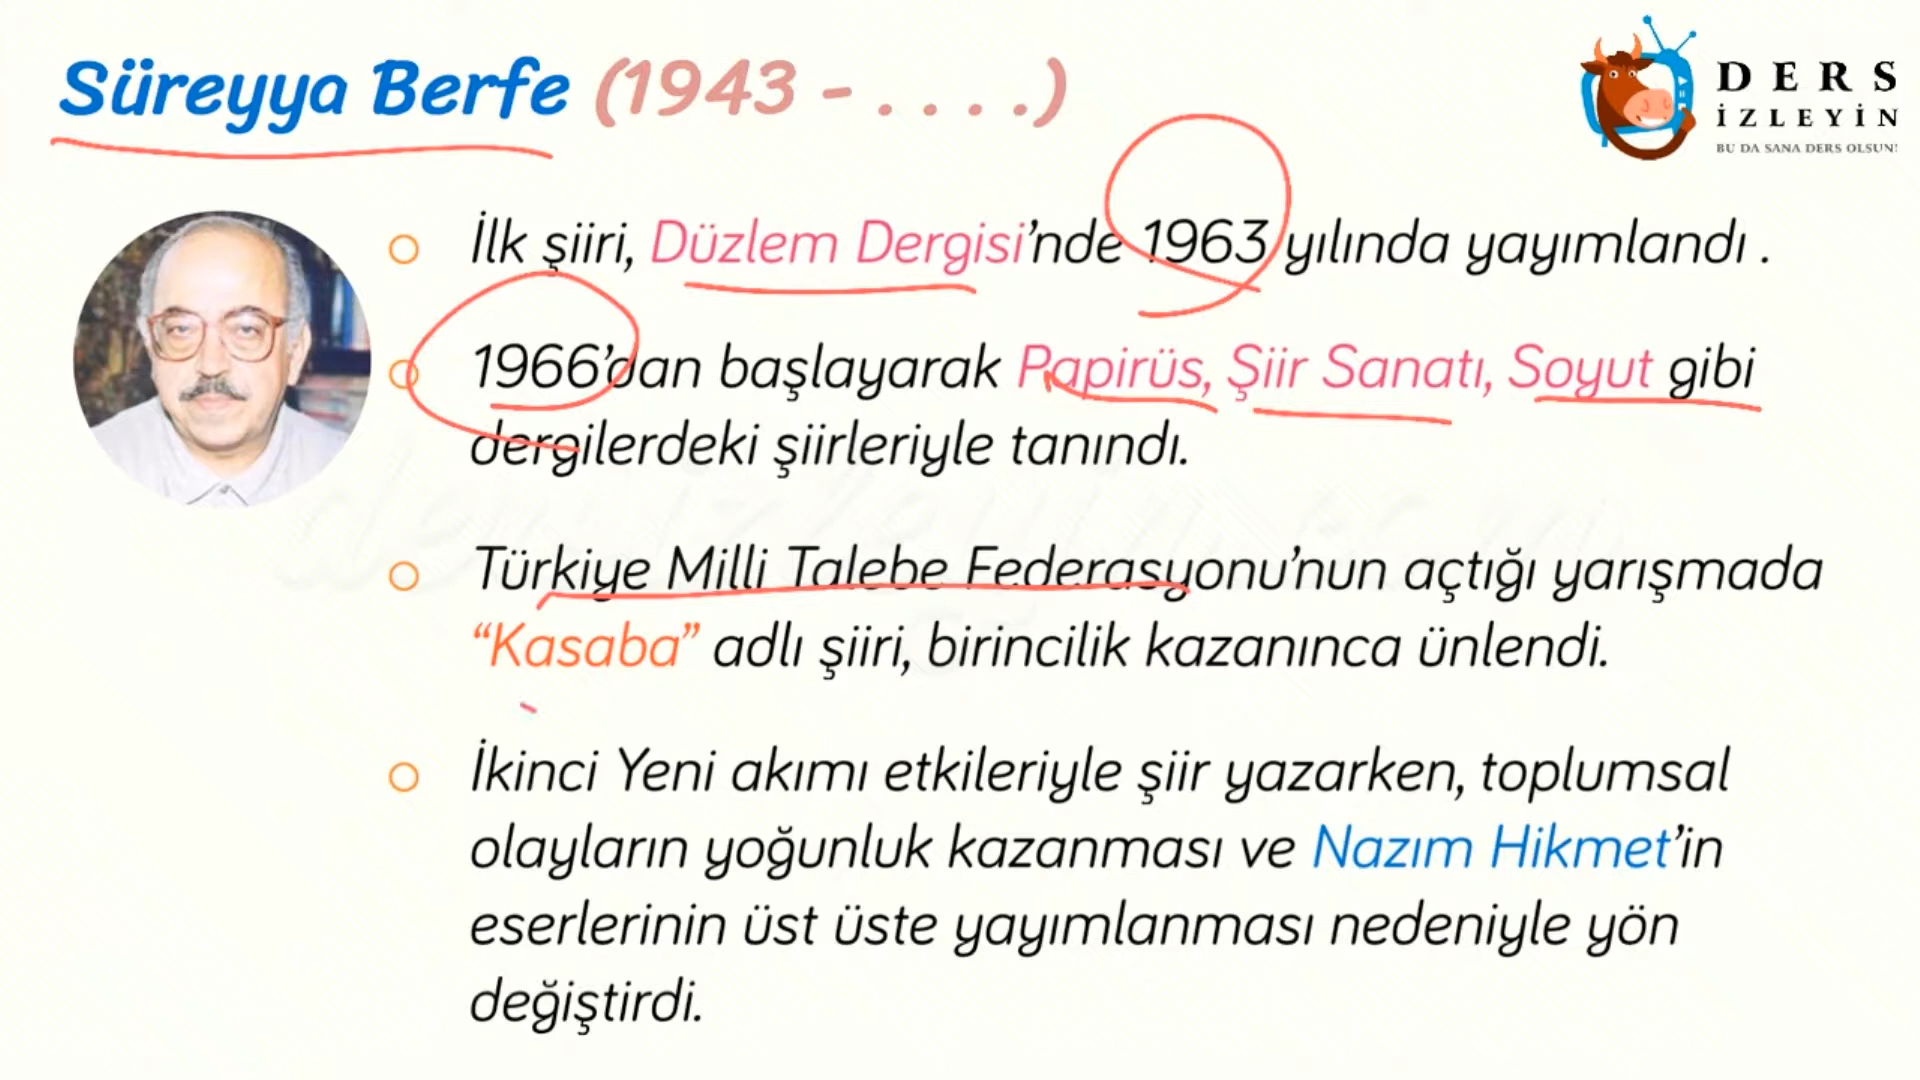 Süreyya Berfe (1943 - . . . .)
DERS
İZLEYİN
BU DA SANA DERS OLSUN!
İlk şiiri, Düzlem Dergisi’nde 1963 yılında yayımlandı .
1966’dan başlayarak Papirüs, Şiir Sanatı, Soyut gibi
dergilerdeki şiirleriyle tanındı.
Türkiye Milli Talebe Federasyonu’nun açtığı yarışmada
“Kasaba” adlı şiiri, birincilik kazanınca ünlendi.
İkinci Yeni akımı etkileriyle şiir yazarken, toplumsal
olayların yoğunluk kazanması ve Nazım Hikmet’in
eserlerinin üst üste yayımlanması nedeniyle yön
değiştirdi.